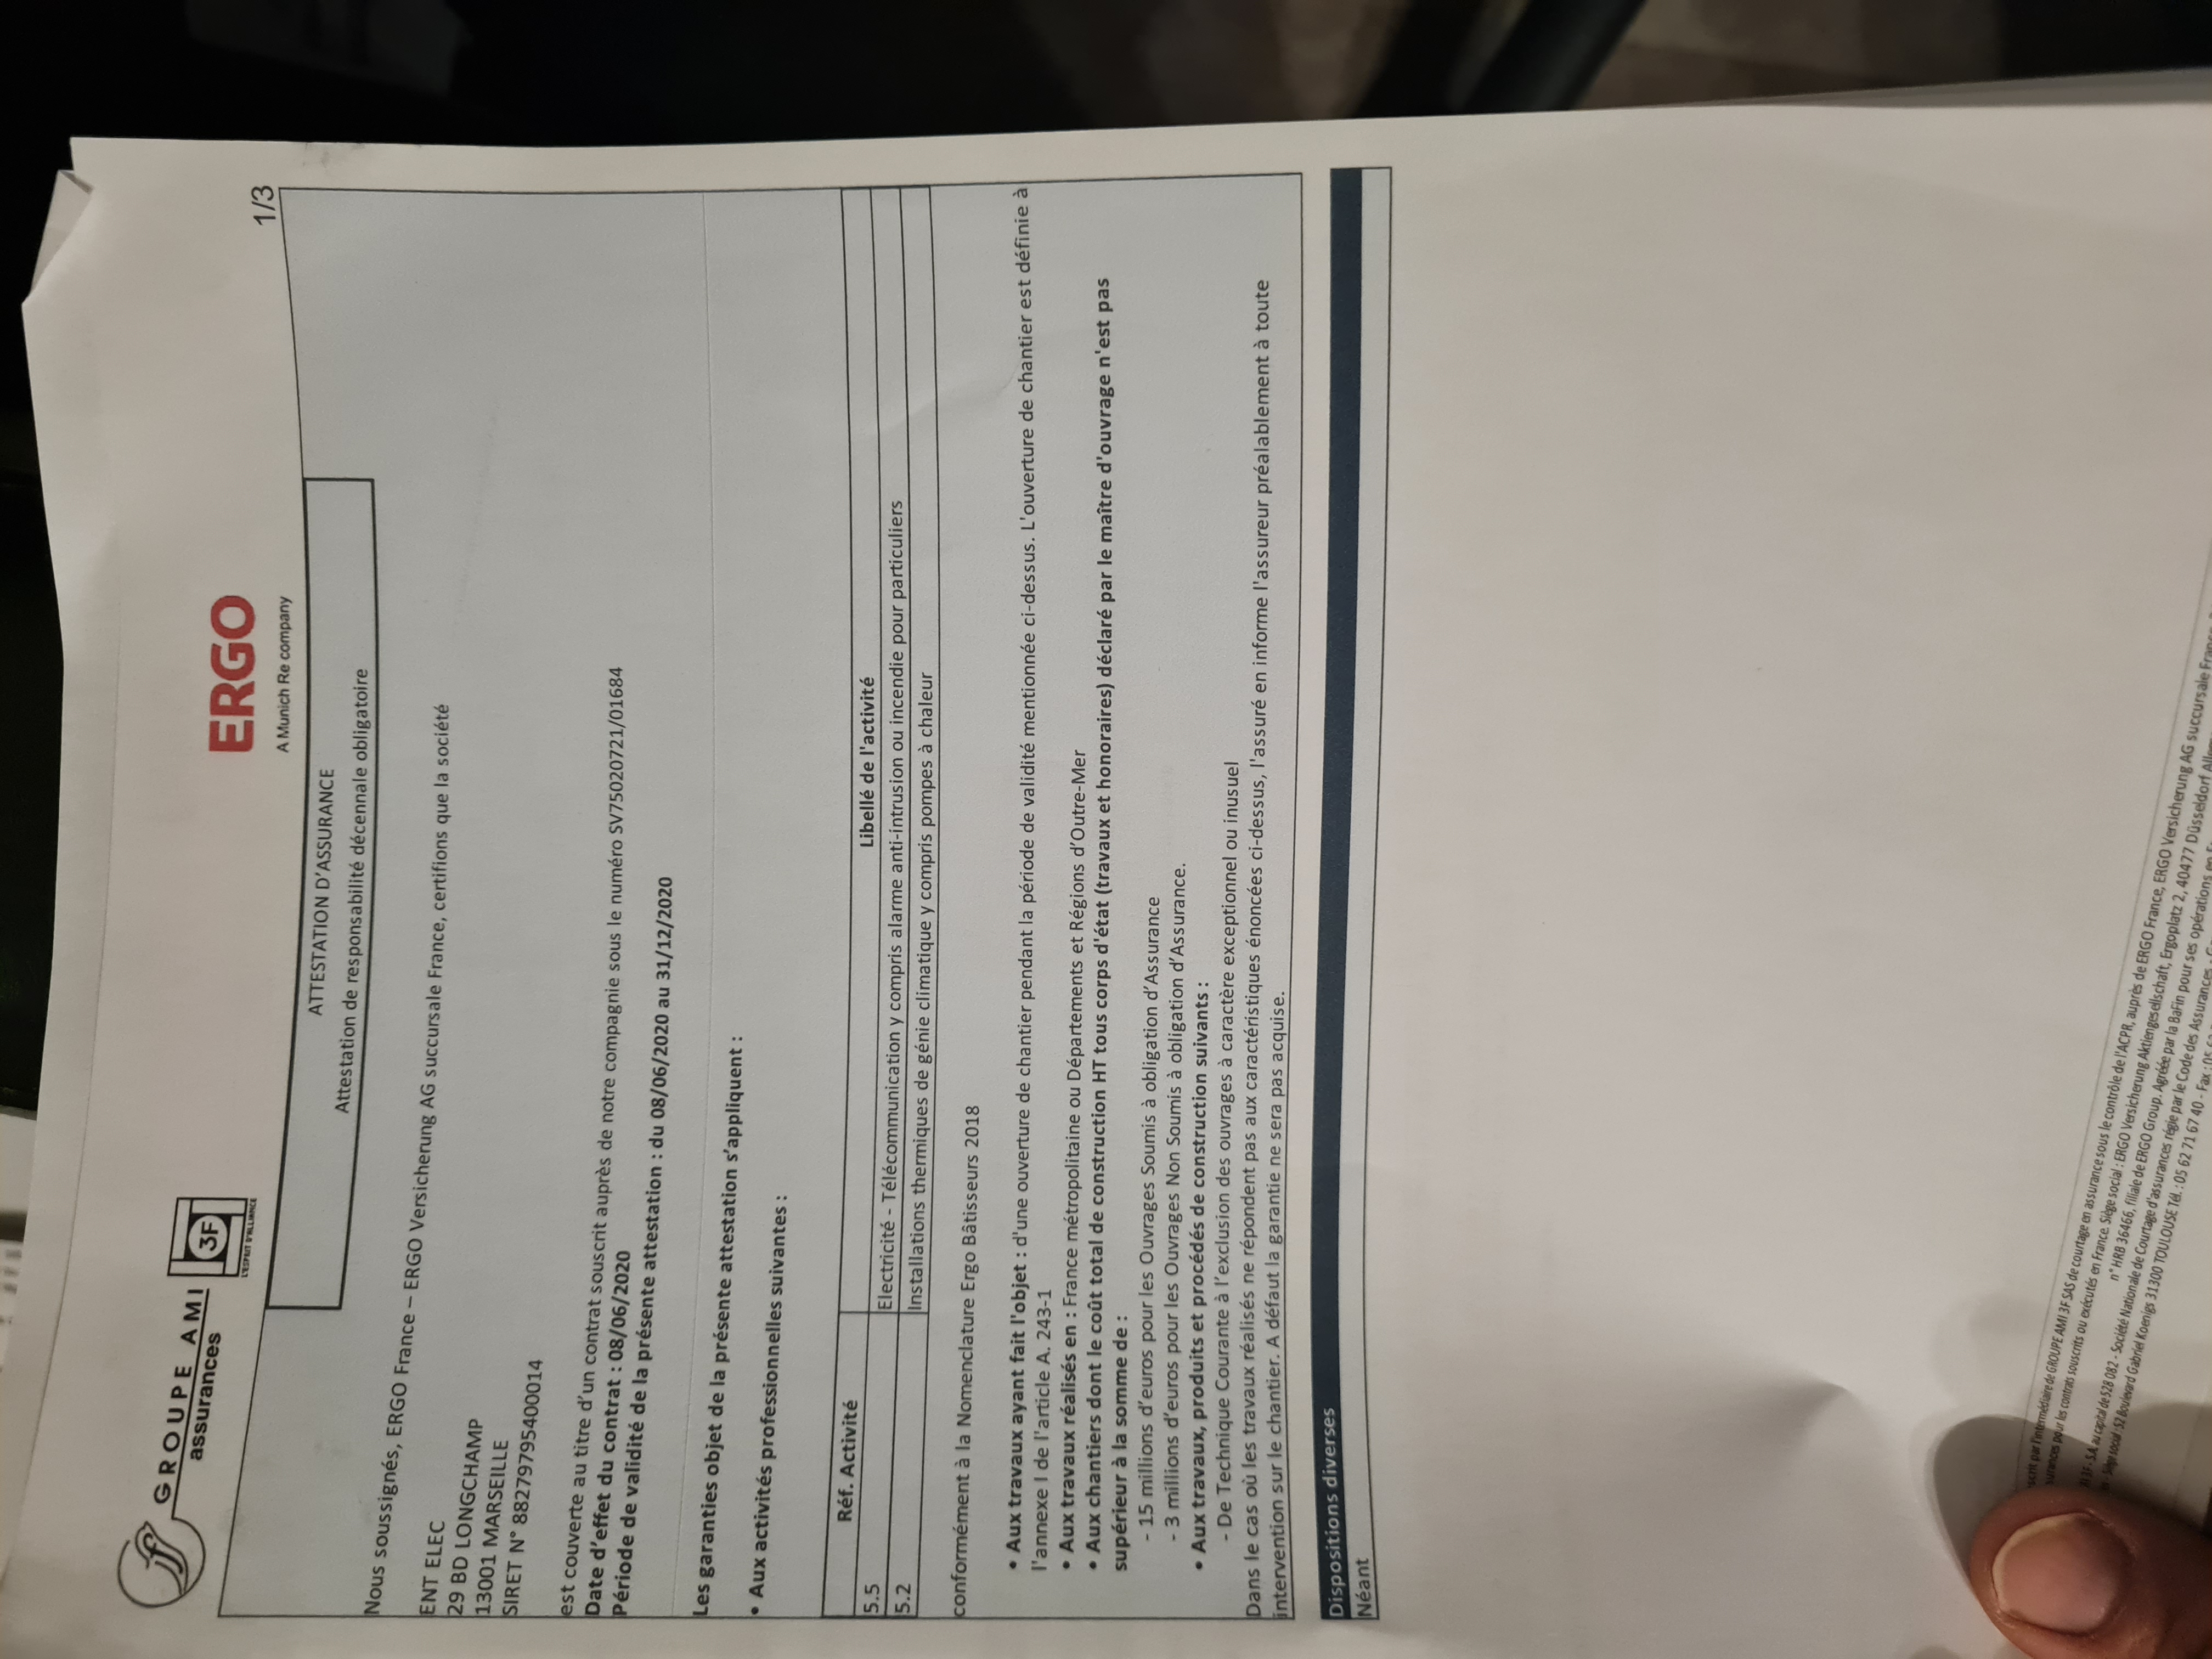 GROUPE AMI
assurances
3F
L'ESPRIT D'ALLIANCE
ERGO
A Munich Re company
1/3
ATTESTATION D'ASSURANCE
Attestation de responsabilité décennale obligatoire
Nous soussignés, ERGO France – ERGO Versicherung AG succursale France, certifions que la société
ENT ELEC
29 BD LONGCHAMP
13001 MARSEILLE
SIRET N° 88279795400014
est couverte au titre d'un contrat souscrit auprès de notre compagnie sous le numéro SV75020721/01684
Date d'effet du contrat : 08/06/2020
Période de validité de la présente attestation : du 08/06/2020 au 31/12/2020
Les garanties objet de la présente attestation s'appliquent :
• Aux activités professionnelles suivantes :
Réf. Activité Libellé de l'activité
5.5 Electricité - Télécommunication y compris alarme anti-intrusion ou incendie pour particuliers
5.2 Installations thermiques de génie climatique y compris pompes à chaleur
conformément à la Nomenclature Ergo Bâtisseurs 2018
• Aux travaux ayant fait l'objet : d'une ouverture de chantier pendant la période de validité mentionnée ci-dessus. L'ouverture de chantier est définie à
l'annexe I de l'article A. 243-1
• Aux travaux réalisés en : France métropolitaine ou Départements et Régions d'Outre-Mer
• Aux chantiers dont le coût total de construction HT tous corps d'état (travaux et honoraires) déclaré par le maître d'ouvrage n'est pas
supérieur à la somme de :
- 15 millions d'euros pour les Ouvrages Soumis à obligation d'Assurance
- 3 millions d'euros pour les Ouvrages Non Soumis à obligation d'Assurance.
• Aux travaux, produits et procédés de construction suivants :
- De Technique Courante à l'exclusion des ouvrages à caractère exceptionnel ou inusuel
Dans le cas où les travaux réalisés ne répondent pas aux caractéristiques énoncées ci-dessus, l'assuré en informe l'assureur préalablement à toute
intervention sur le chantier. A défaut la garantie ne sera pas acquise.
Dispositions diverses
Néant
par l'intermédiaire de GROUPE AMI 3F SAS de courtage en assurance sous le contrôle de l'ACPR, auprès de ERGO France, ERGO Versicherung AG succursale
pour les contrats souscrits ou exécutés en France. Siège social : ERGO Versicherung Aktiengesellschaft, Ergoplatz 2, 40477 Düsseldorf
n° HRB 36466, filiale de ERGO Group. Agréée par la BaFin pour ses opérations en
3F - S.A. au capital de 528 082 - Société Nationale de Courtage d'assurances régie par le Code des Assurances -
- Siège social : 52 Boulevard Gabriel Koenigs 31300 TOULOUSE Tél. : 05 62 71 67 40 - Fax : 05